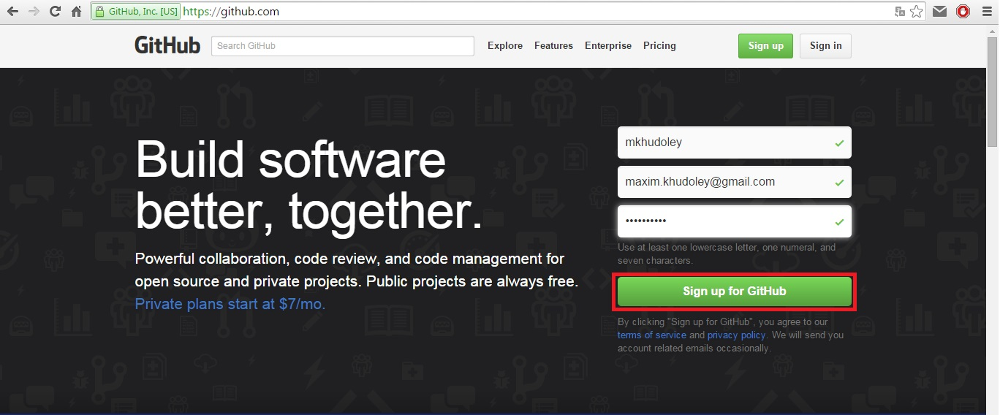 GitHub, Inc. [US] https://github.com
GitHub Search GitHub Explore Features Enterprise Pricing Sign up Sign in
Build software
better, together.
Powerful collaboration, code review, and code management for
open source and private projects. Public projects are always free.
Private plans start at $7/mo.
mkhudoley
maxim.khudoley@gmail.com
••••••••••
Use at least one lowercase letter, one numeral, and
seven characters.
Sign up for GitHub
By clicking "Sign up for GitHub", you agree to our
terms of service and privacy policy. We will send you
account related emails occasionally.